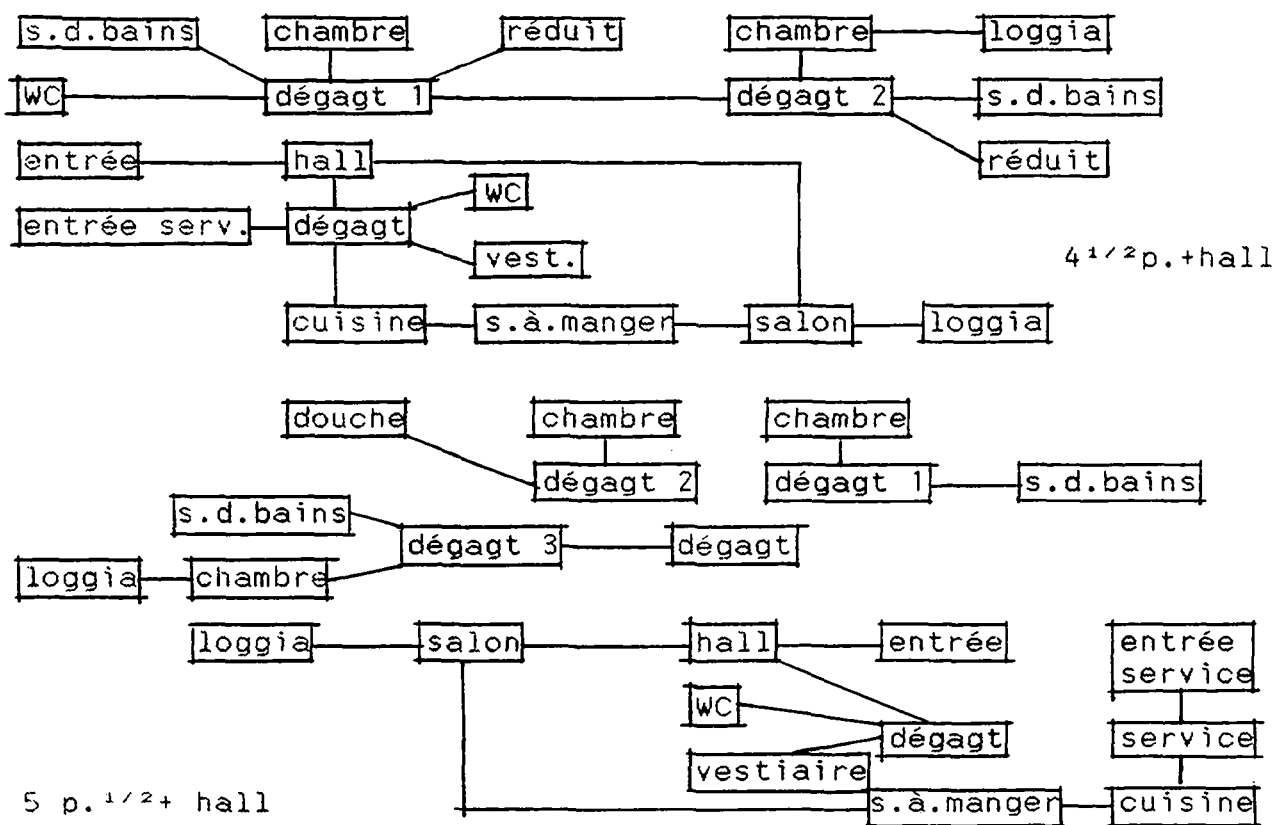 s.d.bains chambre réduit chambre loggia
WC dégagt 1 dégagt 2 s.d.bains
entrée hall réduit
WC
entrée serv. dégagt
vest.
4 1/2 p.+hall
cuisine s.à.manger salon loggia
douche chambre chambre
dégagt 2 dégagt 1 s.d.bains
s.d.bains
dégagt 3 dégagt
loggia chambre
loggia salon hall entrée entrée
service
WC
dégagt service
vestiaire
5 p. 1/2 + hall s.à.manger cuisine